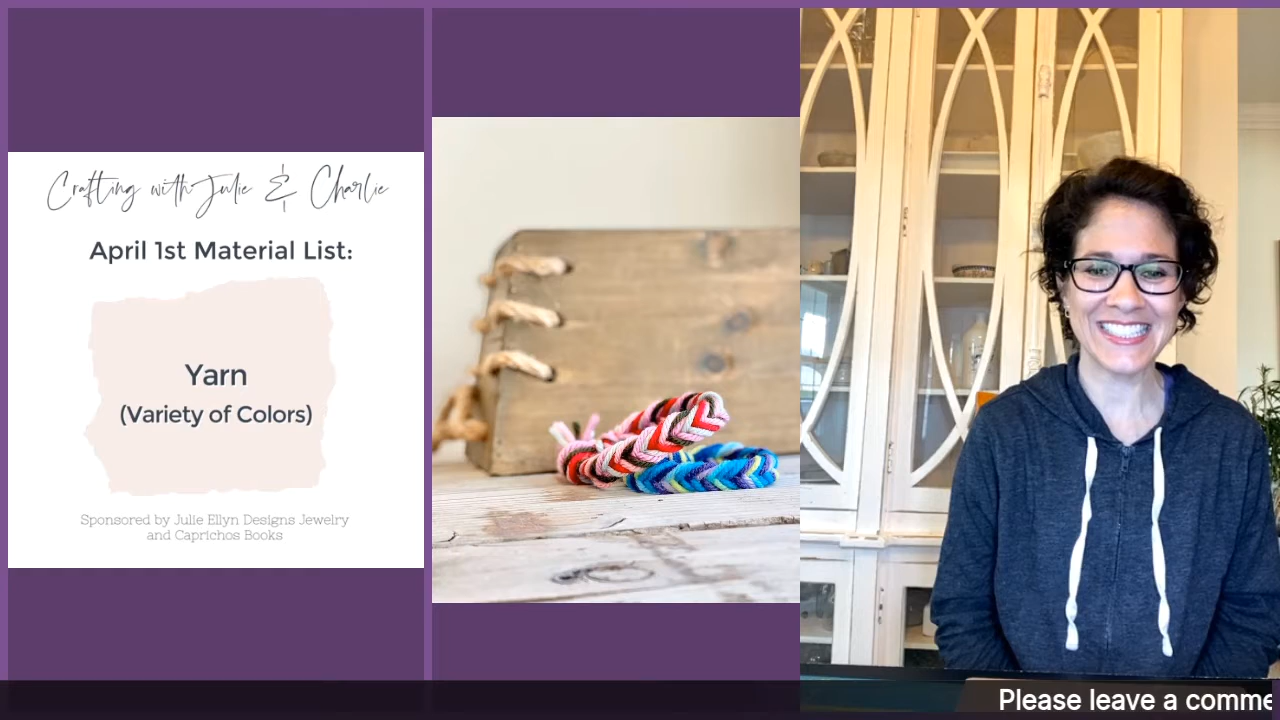 Crafting with Julie & Charlie
April 1st Material List:
Yarn
(Variety of Colors)
Sponsored by Julie Ellyn Designs Jewelry
and Caprichos Books
Please leave a comme